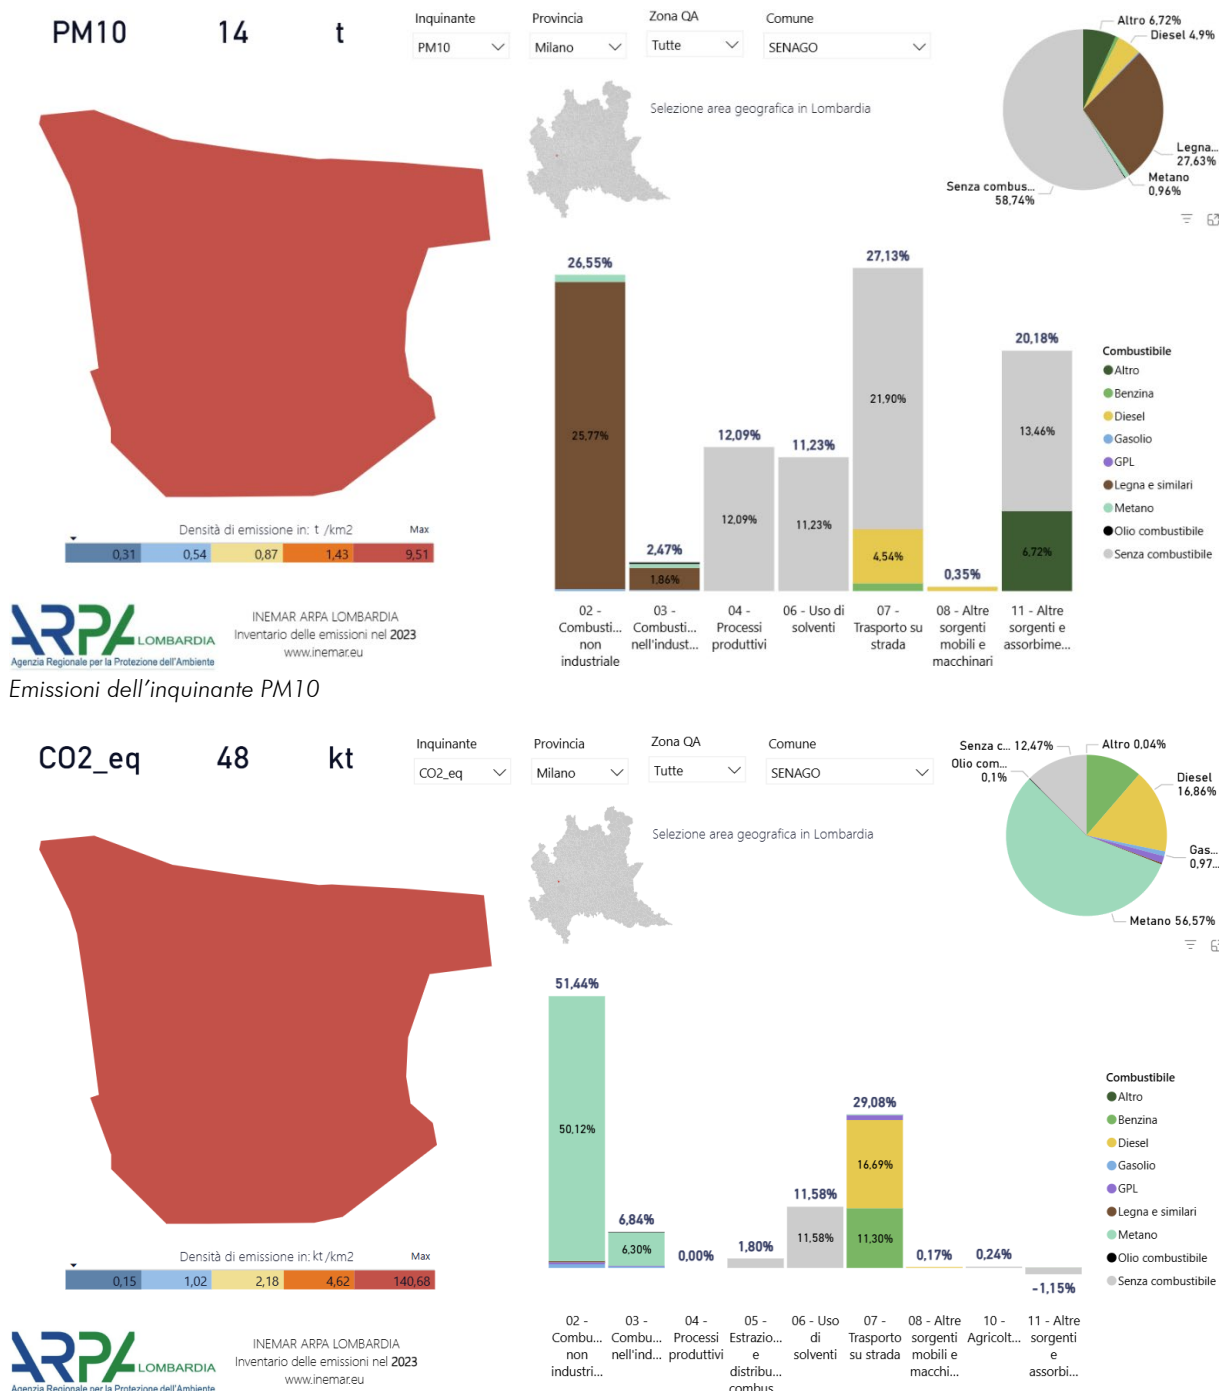 PM10 14 t
Inquinante Provincia Zona QA Comune
PM10 Milano Tutte SENAGO
Selezione area geografica in Lombardia
Altro 6,72%
Diesel 4,9%
Legna...
27,63%
Metano
0,96%
Senza combus...
58,74%
26,55%
25,77%
2,47%
1,86%
12,09%
12,09%
11,23%
11,23%
27,13%
21,90%
4,54%
0,35%
20,18%
13,46%
6,72%
Combustibile
Altro
Benzina
Diesel
Gasolio
GPL
Legna e similari
Metano
Olio combustibile
Senza combustibile
Densità di emissione in: t /km2 Max
0,31 0,54 0,87 1,43 9,51
02 - 03 - 04 - 06 - Uso di 07 - 08 - Altre 11 - Altre
Combusti... Combusti... Processi solventi Trasporto su sorgenti sorgenti e
non nell'indust... produttivi strada mobili e assorbime...
industriale macchinari
ARPA LOMBARDIA
Agenzia Regionale per la Protezione dell'Ambiente
INEMAR ARPA LOMBARDIA
Inventario delle emissioni nel 2023
www.inemar.eu
Emissioni dell'inquinante PM10
CO2_eq 48 kt
Inquinante Provincia Zona QA Comune
CO2_eq Milano Tutte SENAGO
Selezione area geografica in Lombardia
Senza c... 12,47%
Altro 0,04%
Olio com...
0,1%
Diesel
16,86%
Gas...
0,97...
Metano 56,57%
51,44%
50,12%
6,84%
6,30%
0,00%
1,80%
11,58%
11,58%
29,08%
16,69%
11,30%
0,17%
0,24%
-1,15%
Combustibile
Altro
Benzina
Diesel
Gasolio
GPL
Legna e similari
Metano
Olio combustibile
Senza combustibile
Densità di emissione in: kt /km2 Max
0,15 1,02 2,18 4,62 140,68
02 - 03 - 04 - 05 - 06 - Uso 07 - 08 - Altre 10 - 11 - Altre
Combu... Combu... Processi Estrazio... di Trasporto sorgenti Agricolt... sorgenti
non nell'ind... produttivi e solventi su strada mobili e e
industri... distribu... macchi... assorbi...
combus...
ARPA LOMBARDIA
Agenzia Regionale per la Protezione dell'Ambiente
INEMAR ARPA LOMBARDIA
Inventario delle emissioni nel 2023
www.inemar.eu